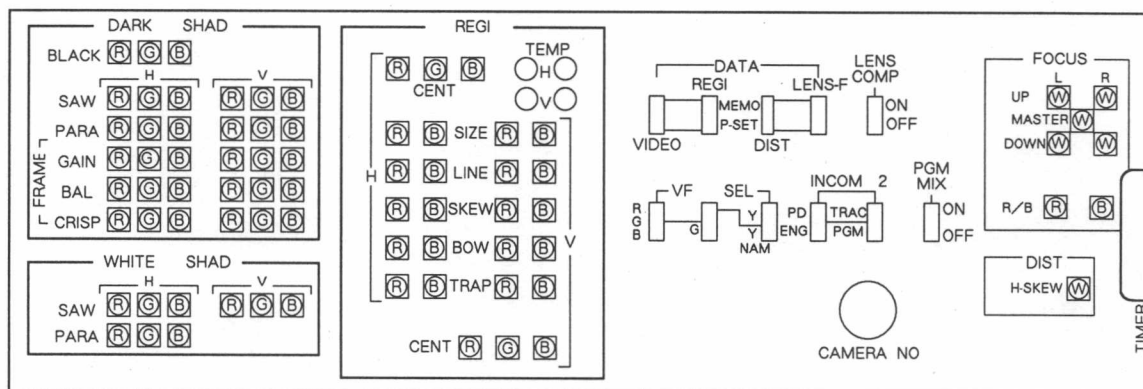 DARK SHAD
BLACK R G B
H V
SAW R G B R G B
PARA R G B R G B
FRAME
GAIN R G B R G B
BAL R G B R G B
CRISP R G B R G B
WHITE SHAD
H V
SAW R G B R G B
PARA R G B
REGI
TEMP
R G B H
CENT
V
H
V
R B SIZE R B
R B LINE R B
R B SKEW R B
R B BOW R B
R B TRAP R B
CENT R G B
DATA
REGI LENS-F
MEMO
P-SET
VIDEO DIST
LENS
COMP
ON
OFF
VF SEL
R
G
B
G
Y
Y
NAM
INCOM 2
PD TRAC
ENG PGM
PGM
MIX
ON
OFF
CAMERA NO
FOCUS
L R
UP W W
MASTER W
DOWN W W
R/B R B
DIST
H-SKEW W
TIMER